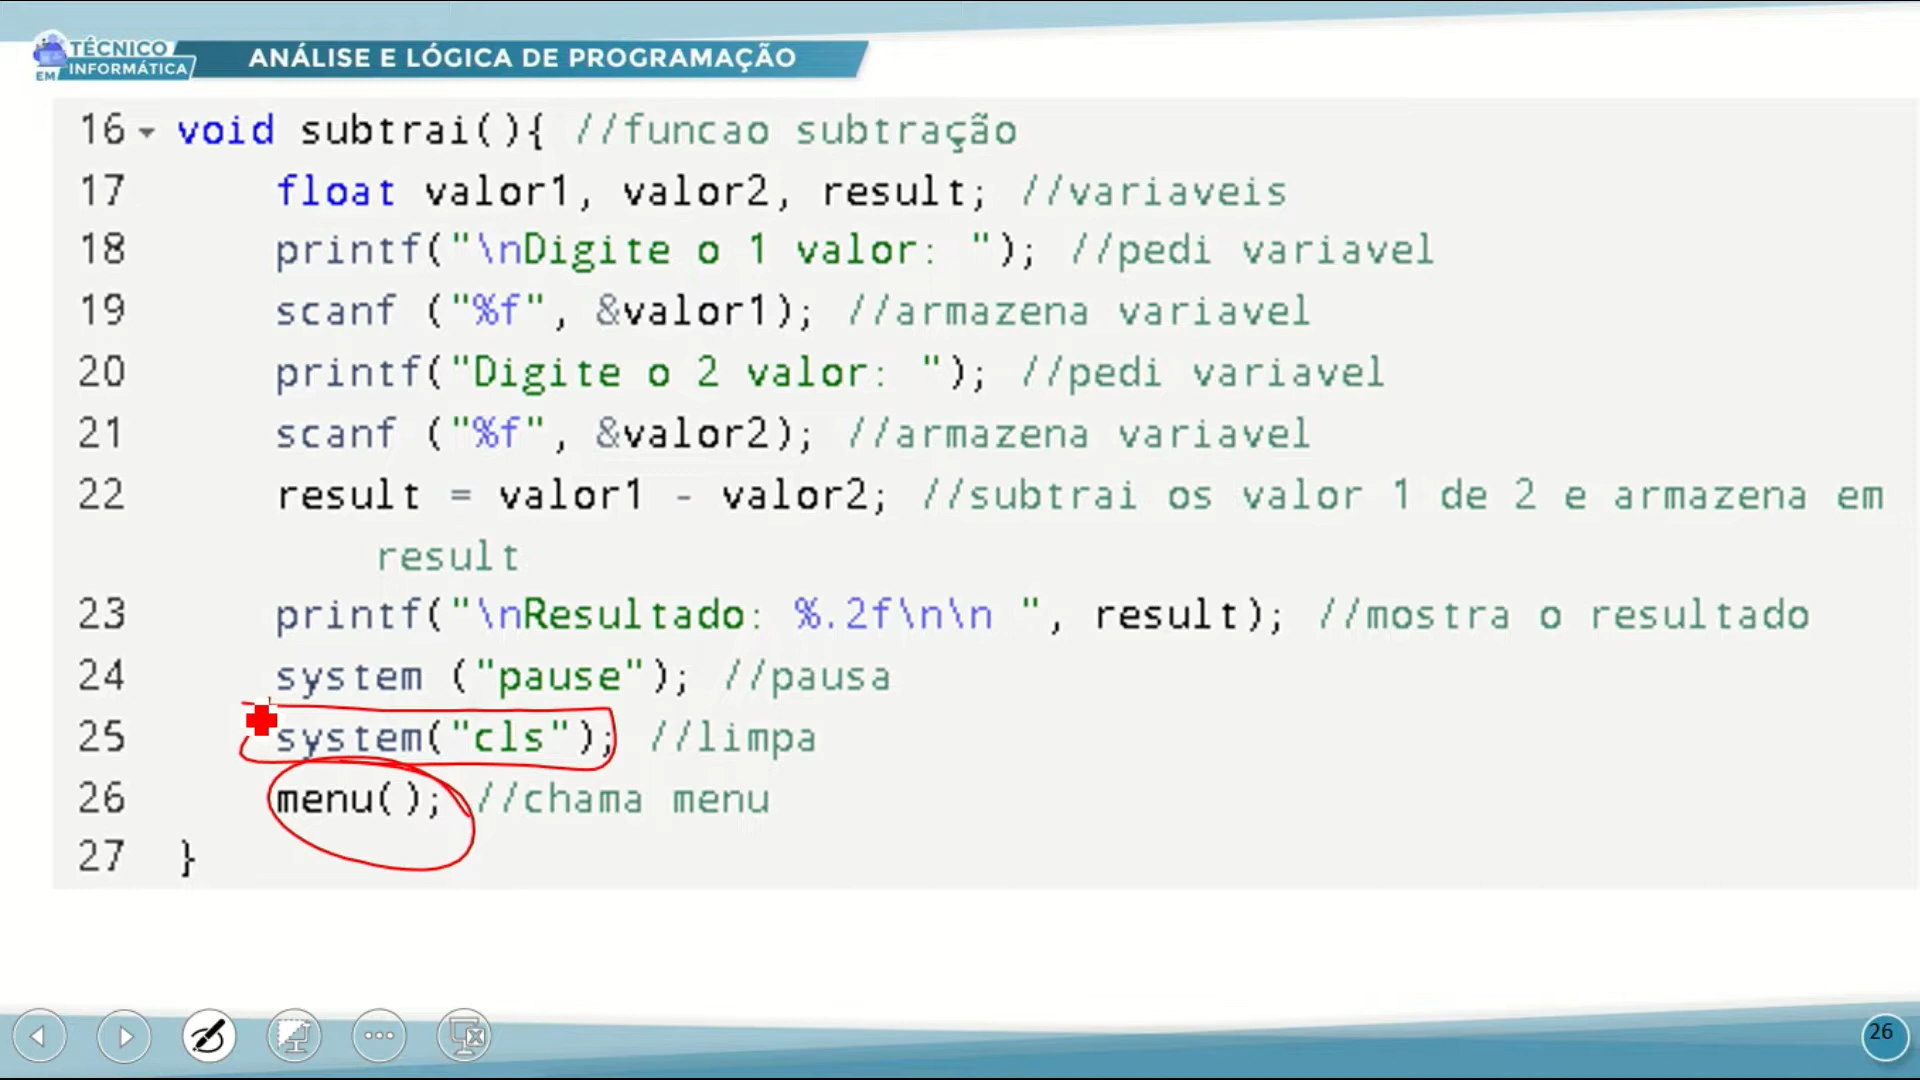 TÉCNICO
EM INFORMÁTICA
ANÁLISE E LÓGICA DE PROGRAMAÇÃO
16 void subtrai(){ //funcao subtração
17 float valor1, valor2, result; //variaveis
18 printf("\nDigite o 1 valor: "); //pedi variavel
19 scanf ("%f", &valor1); //armazena variavel
20 printf("Digite o 2 valor: "); //pedi variavel
21 scanf ("%f", &valor2); //armazena variavel
22 result = valor1 - valor2; //subtrai os valor 1 de 2 e armazena em
result
23 printf("\nResultado: %.2f\n\n ", result); //mostra o resultado
24 system ("pause"); //pausa
25 system("cls"); //limpa
26 menu(); //chama menu
27 }
26